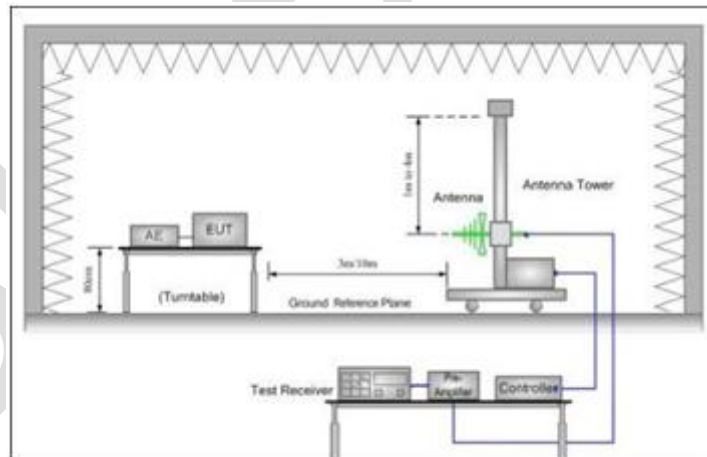 1m to 4m
Antenna
Antenna Tower
AE
EUT
80cm
3m/10m
(Turntable)
Ground Reference Plane
Test Receiver
Pre-
Amplifier
Controller